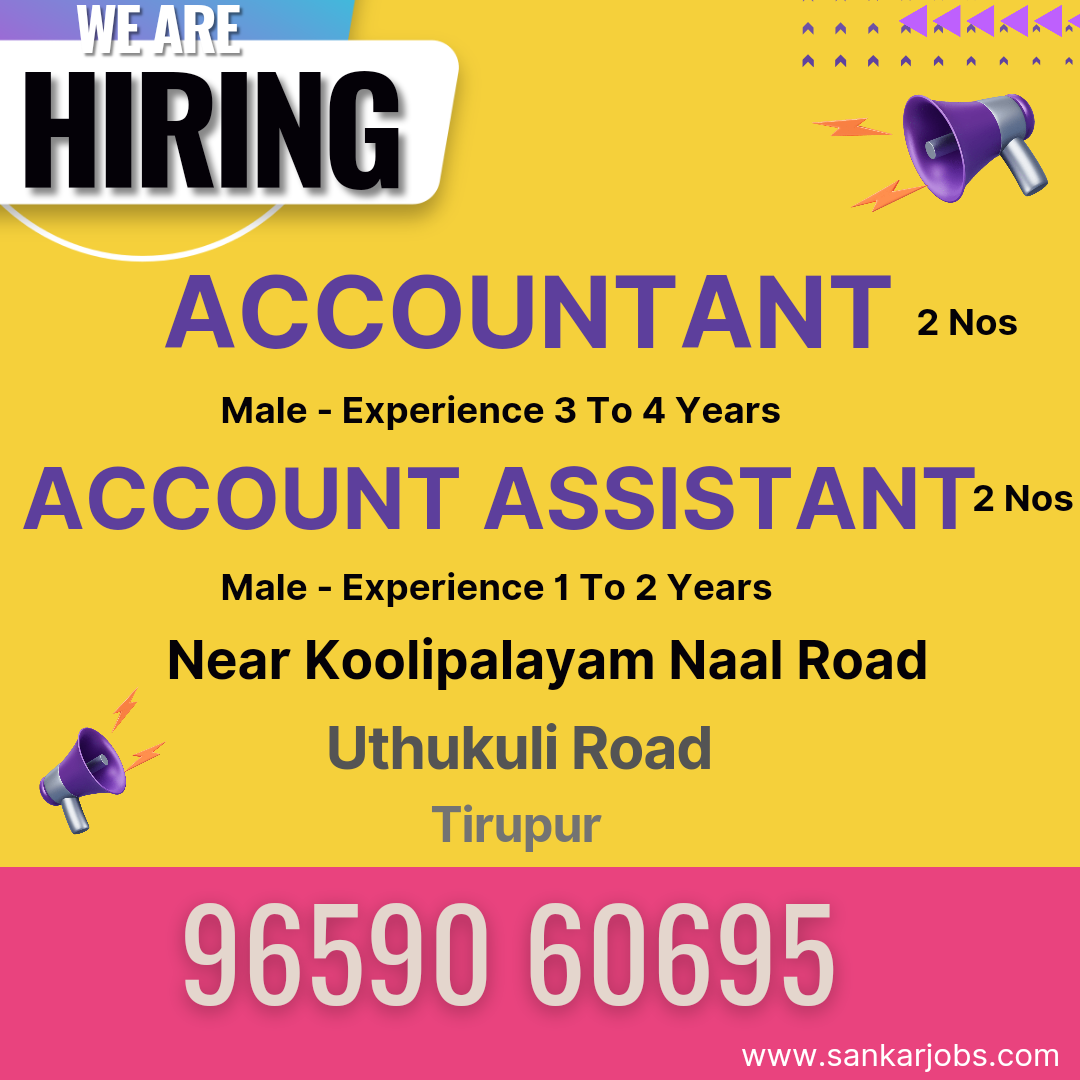 WE ARE
HIRING
ACCOUNTANT 2 Nos
Male - Experience 3 To 4 Years
ACCOUNT ASSISTANT 2 Nos
Male - Experience 1 To 2 Years
Near Koolipalayam Naal Road
Uthukuli Road
Tirupur
96590 60695
www.sankarjobs.com